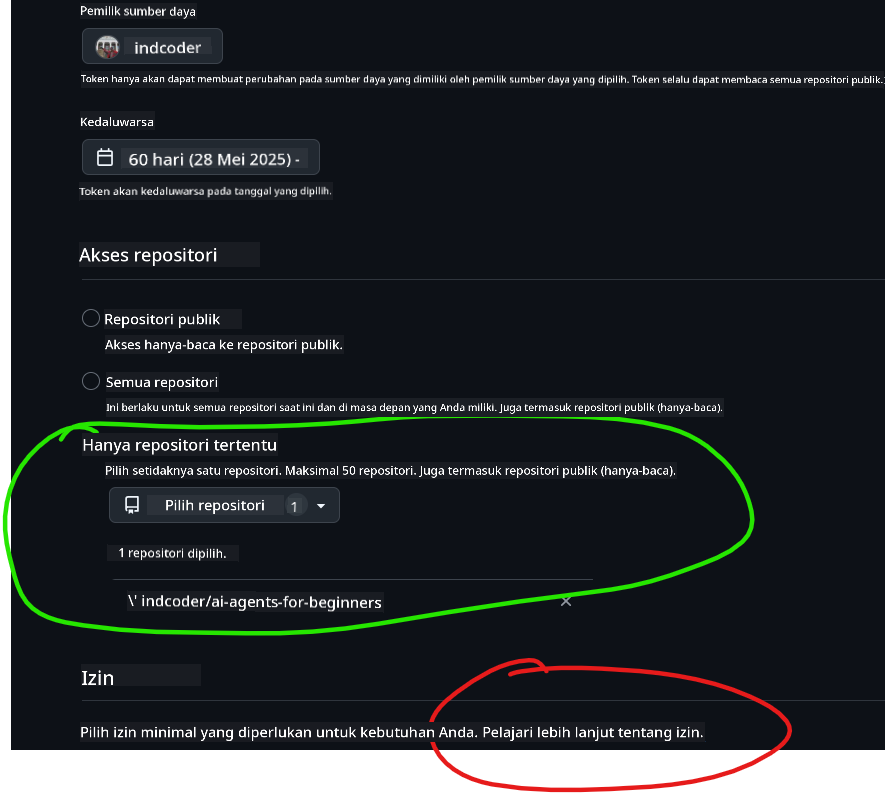 Pemilik sumber daya
indcoder
Token hanya akan dapat membuat perubahan pada sumber daya yang dimiliki oleh pemilik sumber daya yang dipilih. Token selalu dapat membaca semua repositori publik.
Kedaluwarsa
60 hari (28 Mei 2025) -
Token akan kedaluwarsa pada tanggal yang dipilih.
Akses repositori
Repositori publik
Akses hanya-baca ke repositori publik.
Semua repositori
Ini berlaku untuk semua repositori saat ini dan di masa depan yang Anda miliki. Juga termasuk repositori publik (hanya-baca).
Hanya repositori tertentu
Pilih setidaknya satu repositori. Maksimal 50 repositori. Juga termasuk repositori publik (hanya-baca).
Pilih repositori 1
1 repositori dipilih.
\' indcoder/ai-agents-for-beginners
Izin
Pilih izin minimal yang diperlukan untuk kebutuhan Anda. Pelajari lebih lanjut tentang izin.